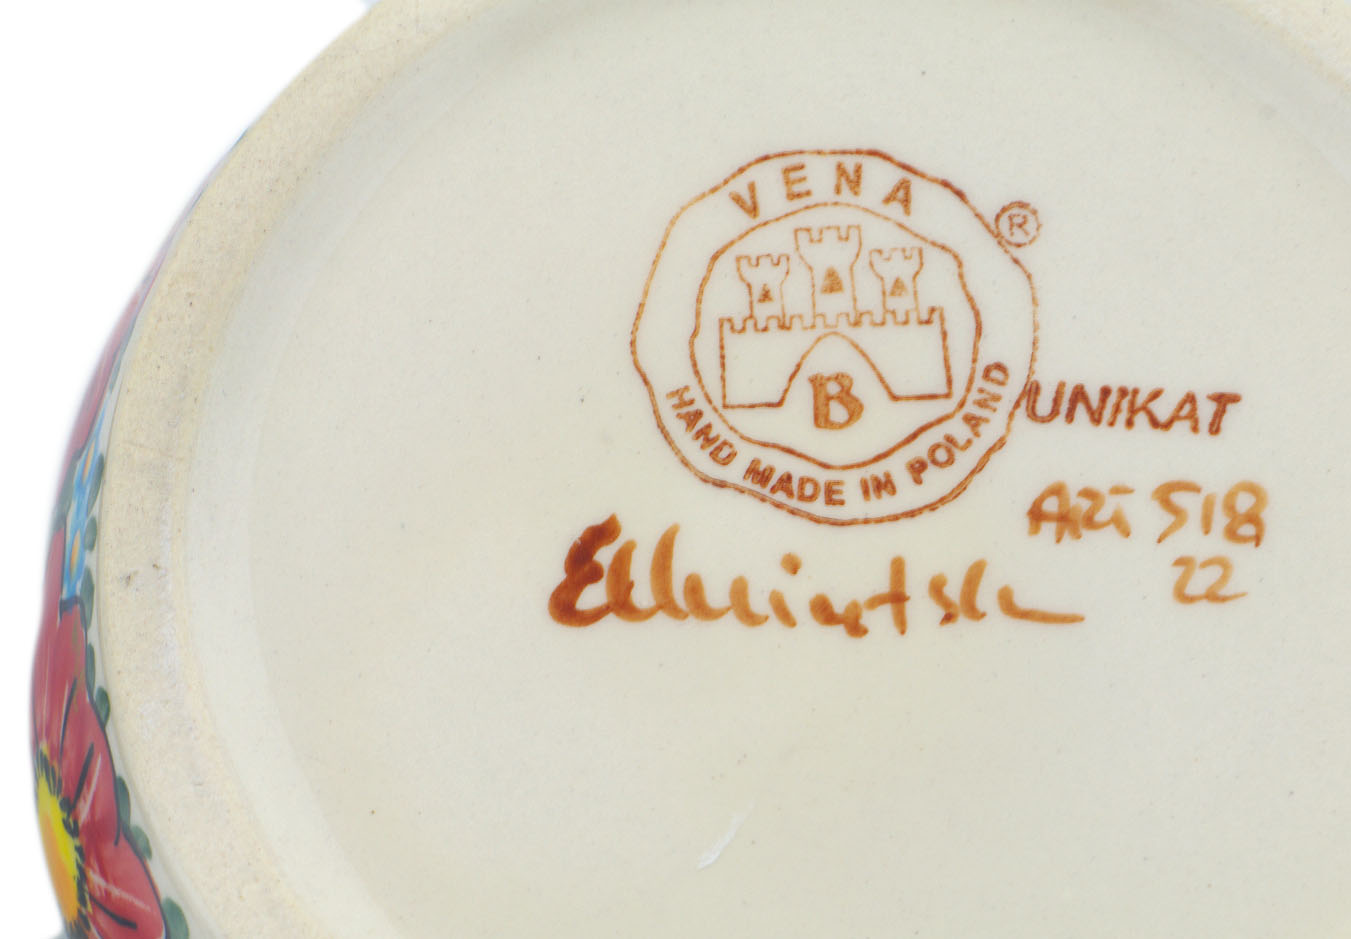 VENA
®
B
HAND MADE IN POLAND
UNIKAT
ART 518
22